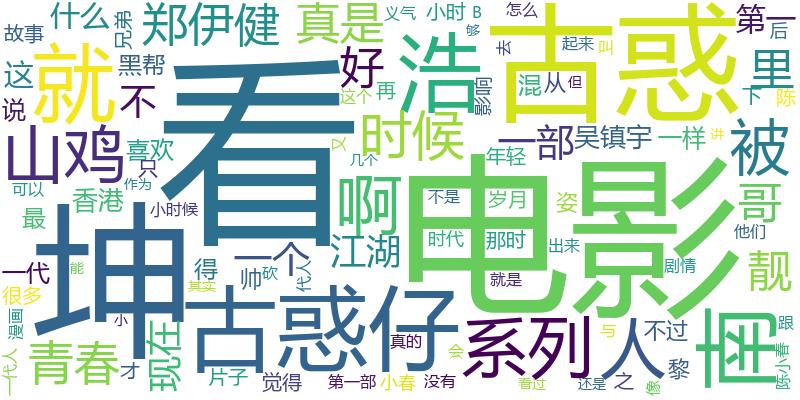 故事
什么
兄弟
郑伊健
真是
义气
小时
B
怎么
第一
够
后
这
黑帮
好
浩
去
起来
叫
古惑
里
就
看
这个
再
影响
混
从
但
下
陈
说
不
山鸡
喜欢
只
时候
又
一部
吴镇宇
一样
被
讲
可以
作为
几个
年轻
香港
最
小时候
坤
啊
不是
岁月
姿
哥
他们
电影
一代
得
一个
江湖
时代
那时
出来
靓
很多
帅
砍
代人
就是
剧情
能
其实
漫画
小
现在
古惑仔
真的
系列
人
与
不过
南
跟
一代人
青春
才
片子
觉得
第一部
小春
没有
会
看过
还是
之
像
黎
陈小春